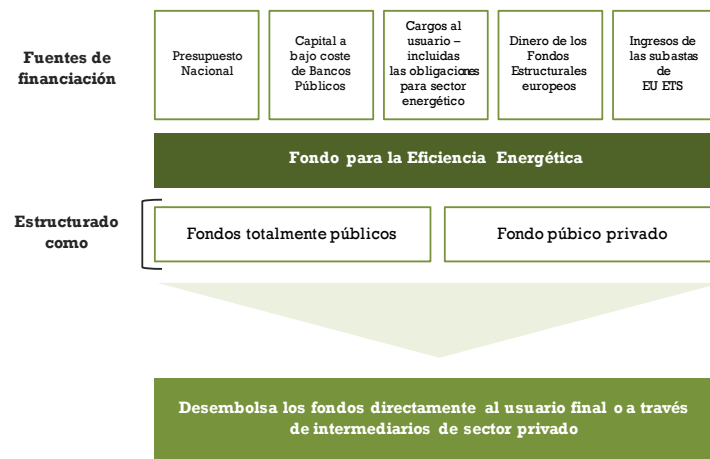 Fuentes de
financiación
Presupuesto
Nacional
Capital a
bajo coste
de Bancos
Públicos
Cargos al
usuario –
incluidas
las obligaciones
para sector
energético
Dinero de los
Fondos
Estructurales
europeos
Ingresos de
las subastas
de
EU ETS
Fondo para la Eficiencia Energética
Estructurado
como
Fondos totalmente públicos
Fondo púbico privado
Desembolsa los fondos directamente al usuario final o a través
de intermediarios de sector privado